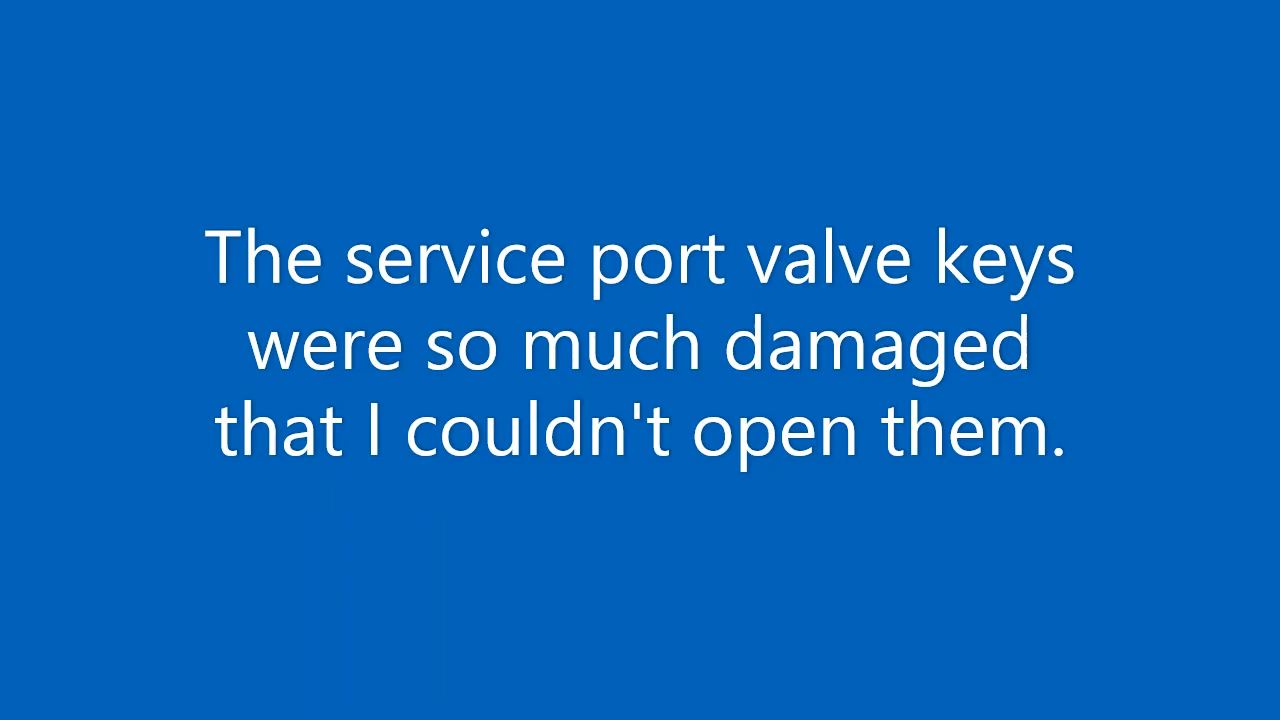 The service port valve keys
were so much damaged
that I couldn't open them.